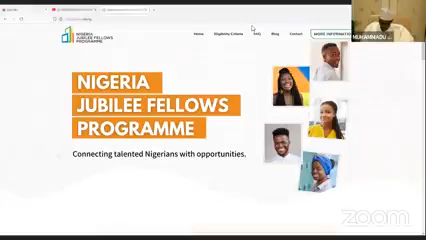 NIGERIA
JUBILEE FELLOWS
PROGRAMME
Home
Eligibility Criteria
FAQ
Blog
Contact
MORE INFORMATION
MUHAMMADU
NIGERIA
JUBILEE FELLOWS
PROGRAMME
Connecting talented Nigerians with opportunities.
zoom